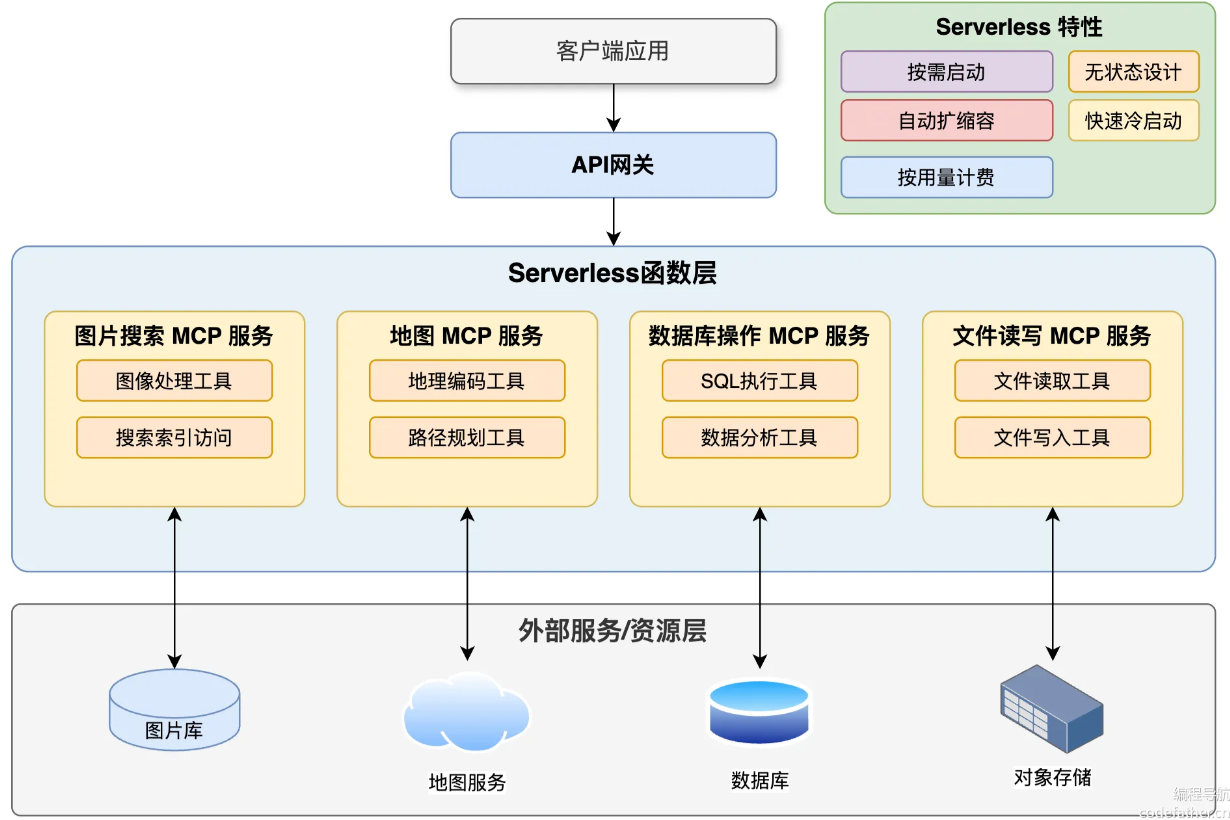 客户端应用
API网关
Serverless 特性
按需启动
无状态设计
自动扩缩容
快速冷启动
按用量计费
Serverless函数层
图片搜索 MCP 服务
图像处理工具
搜索索引访问
地图 MCP 服务
地理编码工具
路径规划工具
数据库操作 MCP 服务
SQL执行工具
数据分析工具
文件读写 MCP 服务
文件读取工具
文件写入工具
外部服务/资源层
图片库
地图服务
数据库
对象存储
编程导航
codefather.cn